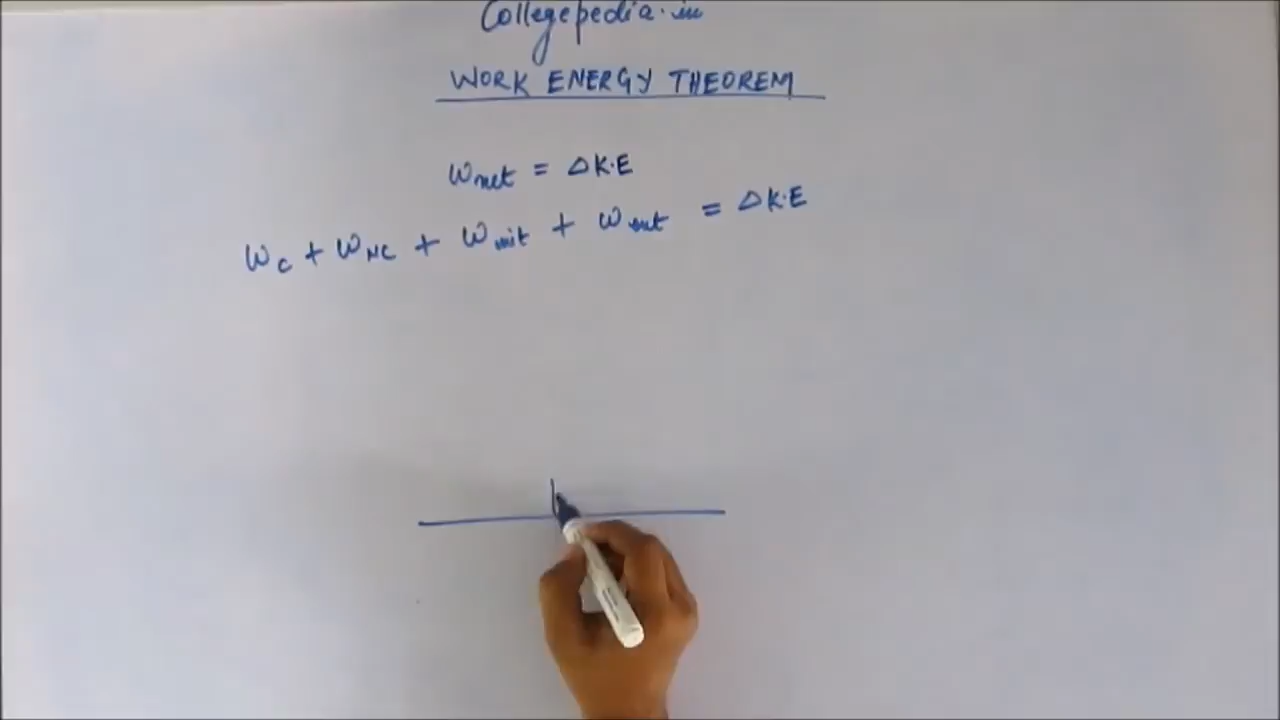 Collegepedia.in
WORK ENERGY THEOREM
Wnet = ΔK.E
WC + WNC + Wint + Wext = ΔK.E